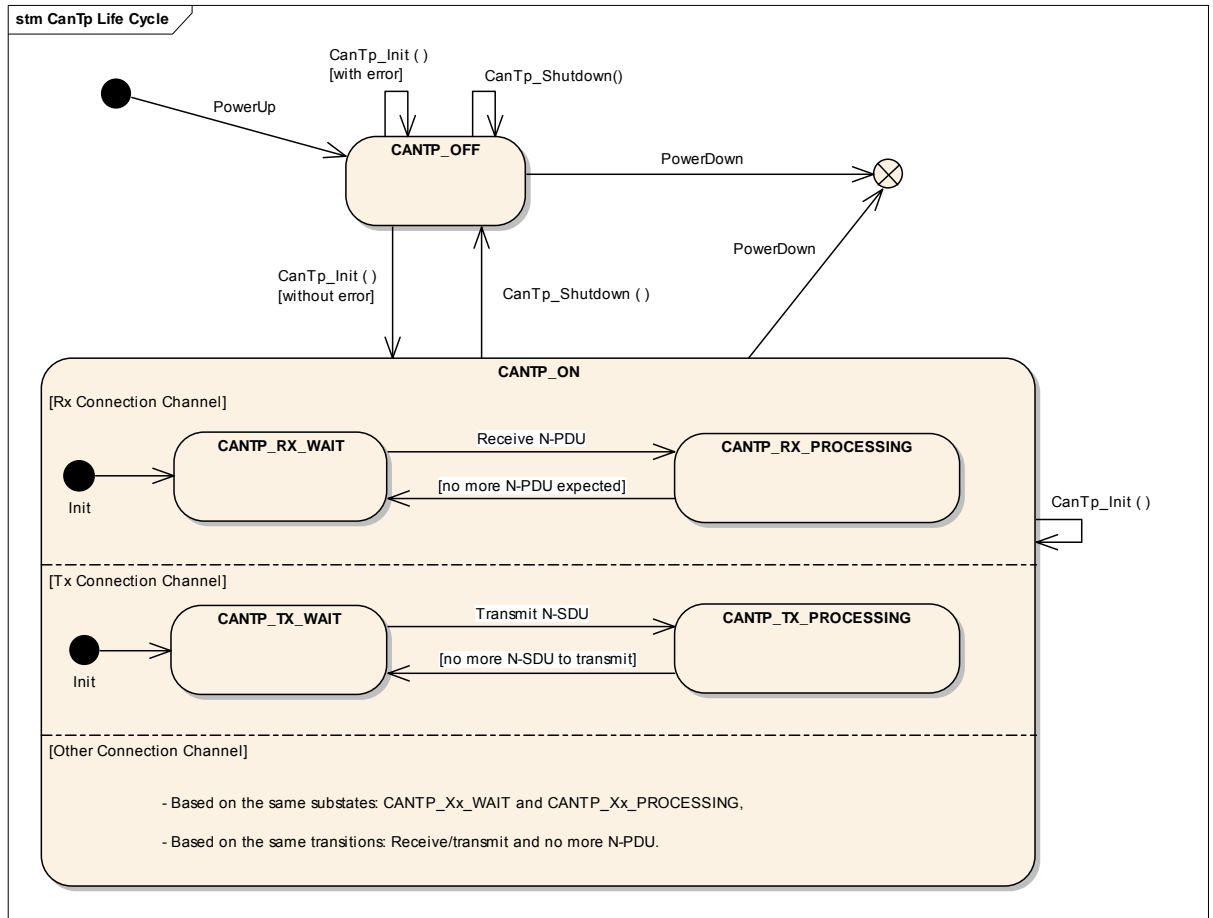 stm CanTp Life Cycle
CanTp_Init ( )
[with error]
CanTp_Shutdown()
PowerUp
CANTP_OFF
PowerDown
PowerDown
CanTp_Init ( )
[without error]
CanTp_Shutdown ( )
CANTP_ON
[Rx Connection Channel]
CANTP_RX_WAIT
Receive N-PDU
CANTP_RX_PROCESSING
[no more N-PDU expected]
Init
CanTp_Init ( )
[Tx Connection Channel]
CANTP_TX_WAIT
Transmit N-SDU
CANTP_TX_PROCESSING
[no more N-SDU to transmit]
Init
[Other Connection Channel]
- Based on the same substates: CANTP_Xx_WAIT and CANTP_Xx_PROCESSING,
- Based on the same transitions: Receive/transmit and no more N-PDU.